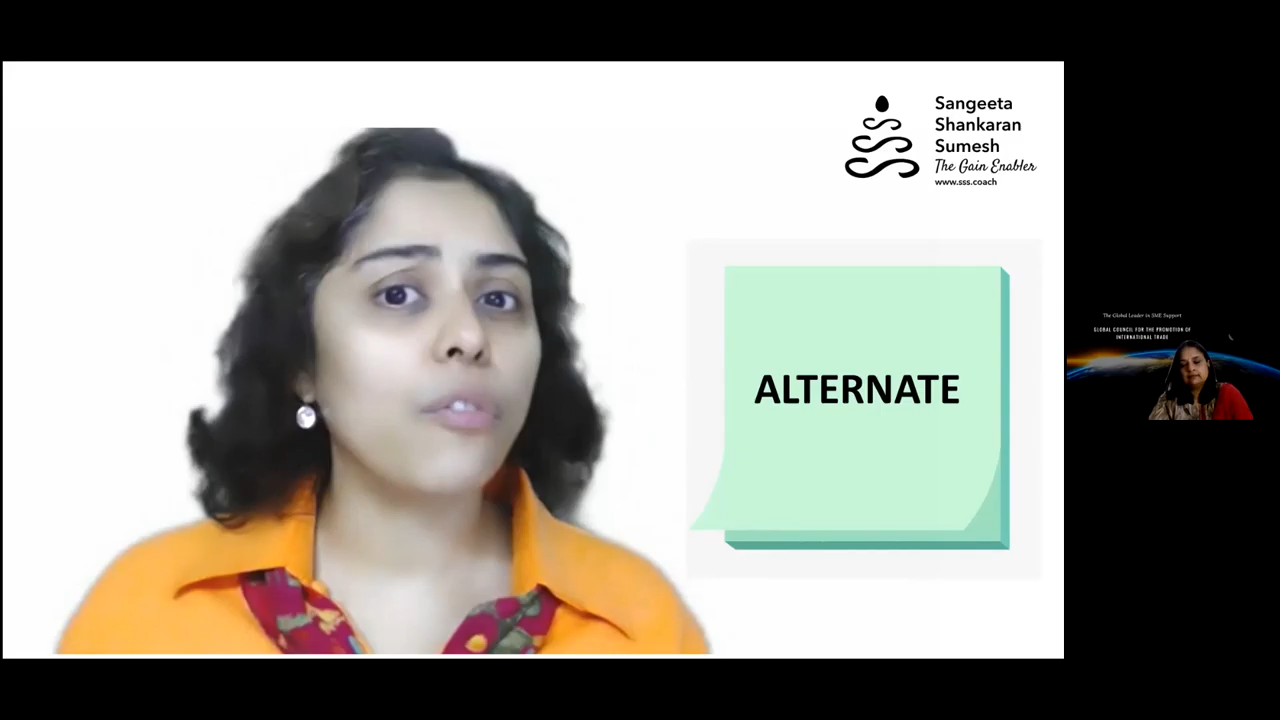 Sangeeta
Shankaran
Sumesh
The Gain Enabler
www.sss.coach
ALTERNATE
The Global Leader in SME Support
GLOBAL COUNCIL FOR THE PROMOTION OF
INTERNATIONAL TRADE